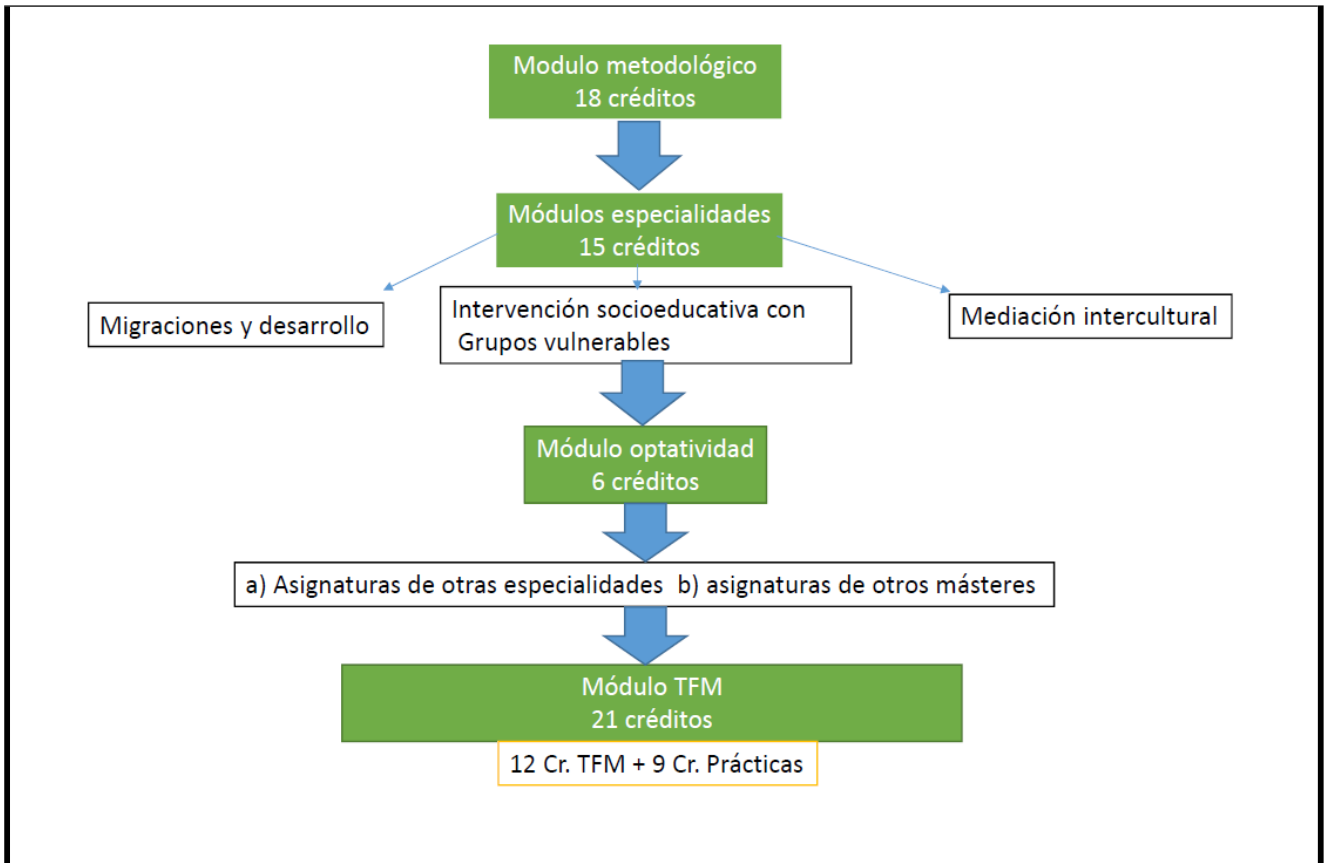 Modulo metodológico
18 créditos
Módulos especialidades
15 créditos
Migraciones y desarrollo
Intervención socioeducativa con
Grupos vulnerables
Mediación intercultural
Módulo optatividad
6 créditos
a) Asignaturas de otras especialidades b) asignaturas de otros másteres
Módulo TFM
21 créditos
12 Cr. TFM + 9 Cr. Prácticas